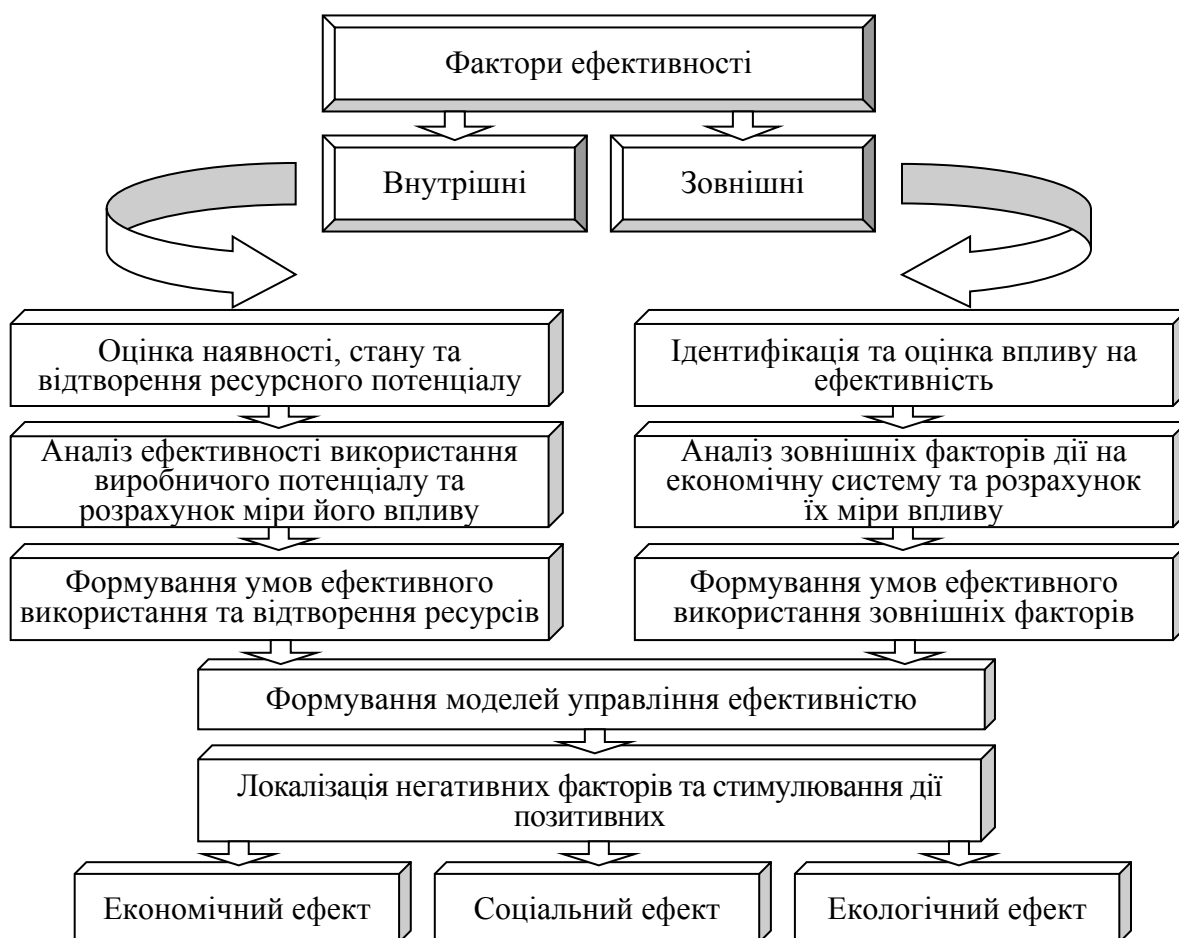 Фактори ефективності
Внутрішні
Зовнішні
Оцінка наявності, стану та
відтворення ресурсного потенціалу
Ідентифікація та оцінка впливу на
ефективність
Аналіз ефективності використання
виробничого потенціалу та
розрахунок міри його впливу
Аналіз зовнішніх факторів дії на
економічну систему та розрахунок
їх міри впливу
Формування умов ефективного
використання та відтворення ресурсів
Формування умов ефективного
використання зовнішніх факторів
Формування моделей управління ефективністю
Локалізація негативних факторів та стимулювання дії
позитивних
Економічний ефект
Соціальний ефект
Екологічний ефект